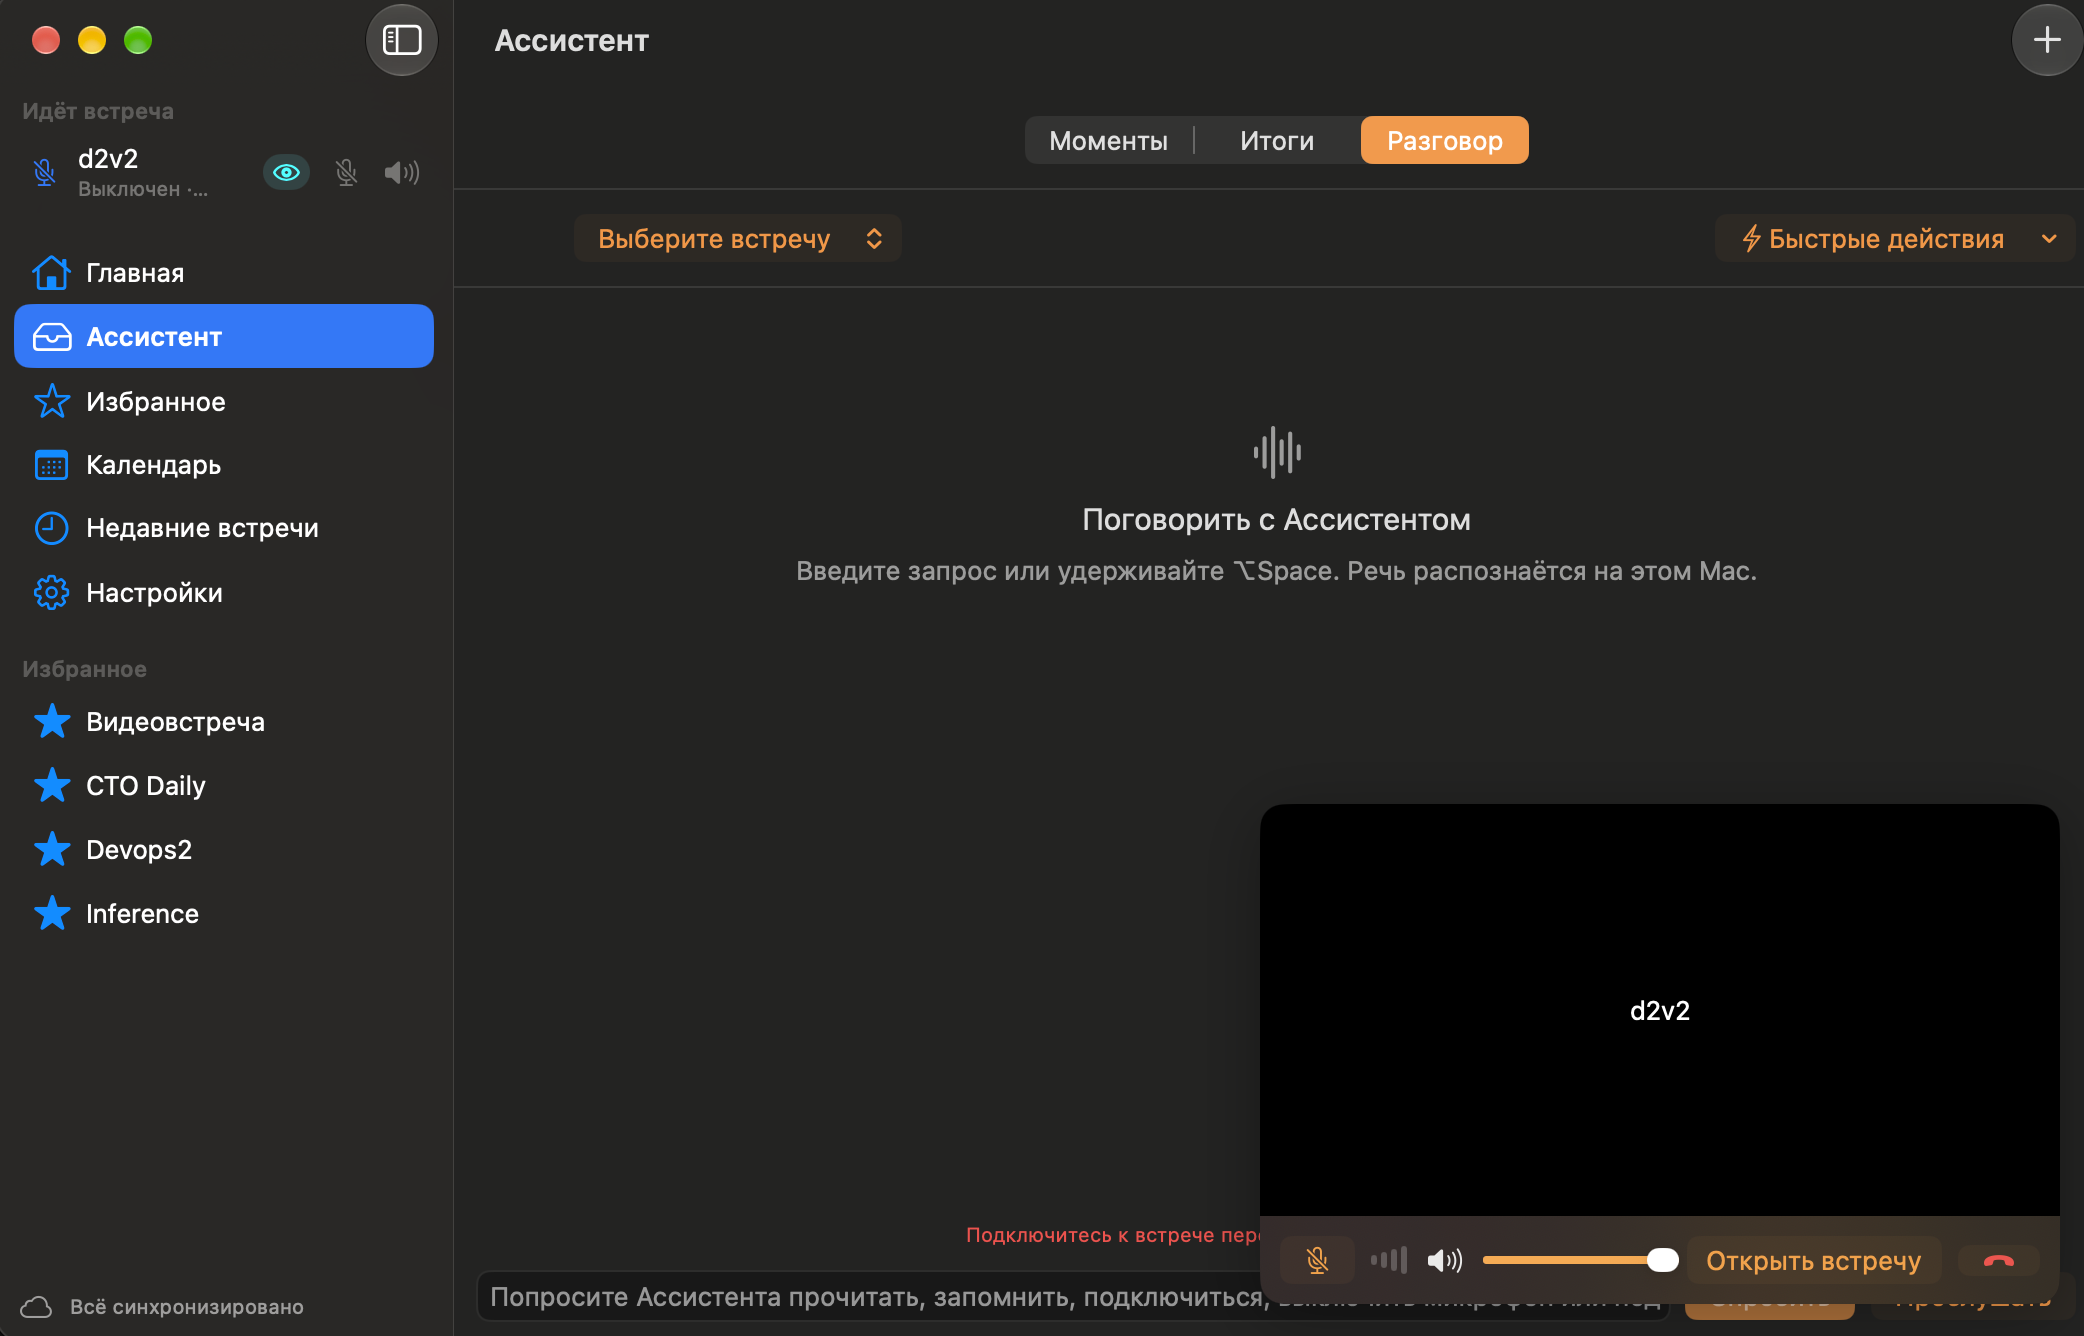 Ассистент
Идёт встреча
d2v2
Выключен ·...
Главная
Ассистент
Избранное
Календарь
Недавние встречи
Настройки
Избранное
Видеовстреча
CTO Daily
Devops2
Inference
Всё синхронизировано
Моменты
Итоги
Разговор
Выберите встречу
Быстрые действия
Поговорить с Ассистентом
Введите запрос или удерживайте ⌥Space. Речь распознаётся на этом Mac.
d2v2
Подключитесь к встрече
Открыть встречу
Попросите Ассистента прочитать, запомнить, подключиться,